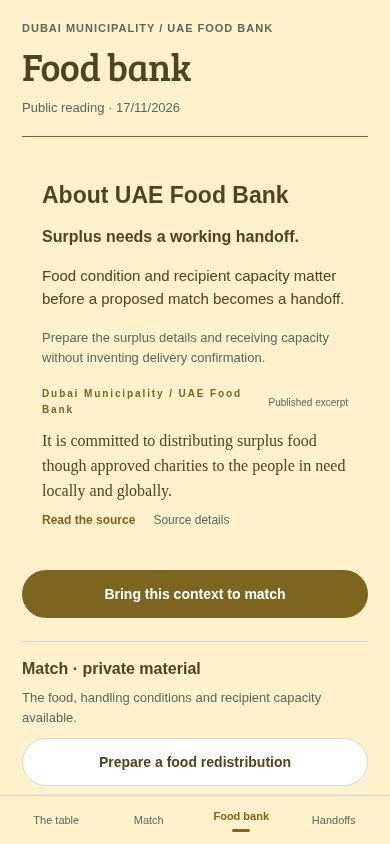 DUBAI MUNICIPALITY / UAE FOOD BANK
Food bank
Public reading · 17/11/2026
About UAE Food Bank
Surplus needs a working handoff.
Food condition and recipient capacity matter
before a proposed match becomes a handoff.
Prepare the surplus details and receiving capacity
without inventing delivery confirmation.
Dubai Municipality / UAE Food
Bank
Published excerpt
It is committed to distributing surplus food
though approved charities to the people in need
locally and globally.
Read the source Source details
Bring this context to match
Match · private material
The food, handling conditions and recipient capacity
available.
Prepare a food redistribution
The table Match Food bank Handoffs